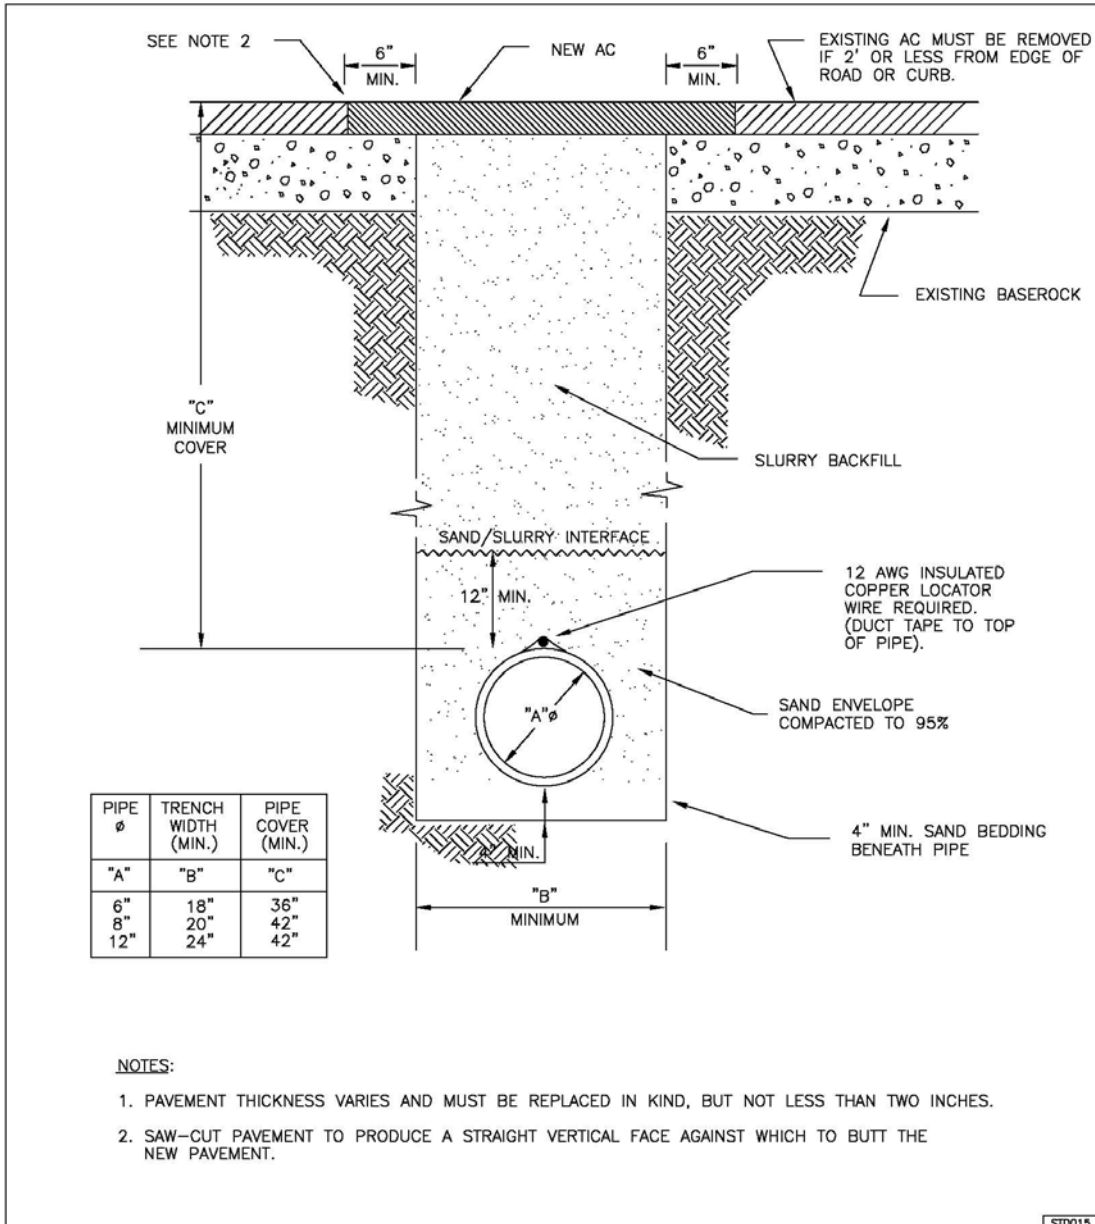 SEE NOTE 2
6"
MIN.
NEW AC
6"
MIN.
EXISTING AC MUST BE REMOVED
IF 2' OR LESS FROM EDGE OF
ROAD OR CURB.
EXISTING BASEROCK
"C"
MINIMUM
COVER
SLURRY BACKFILL
SAND/SLURRY INTERFACE
12" MIN.
12 AWG INSULATED
COPPER LOCATOR
WIRE REQUIRED.
(DUCT TAPE TO TOP
OF PIPE).
"A"ø
SAND ENVELOPE
COMPACTED TO 95%
4" MIN. SAND BEDDING
BENEATH PIPE
4" MIN.
"B"
MINIMUM
PIPE ø TRENCH WIDTH (MIN.) PIPE COVER (MIN.)
"A" "B" "C"
6" 18" 36"
8" 20" 42"
12" 24" 42"
NOTES:
1. PAVEMENT THICKNESS VARIES AND MUST BE REPLACED IN KIND, BUT NOT LESS THAN TWO INCHES.
2. SAW-CUT PAVEMENT TO PRODUCE A STRAIGHT VERTICAL FACE AGAINST WHICH TO BUTT THE
NEW PAVEMENT.
STD015